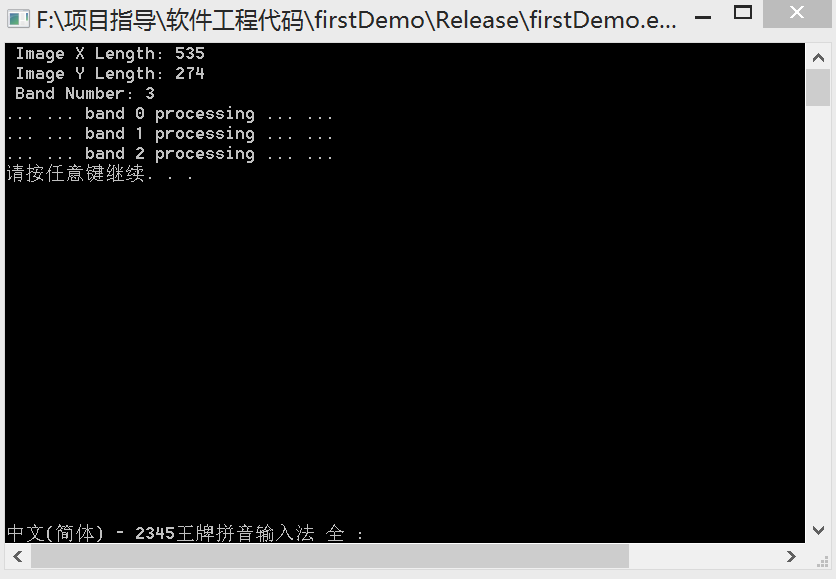 F:\项目指导\软件工程代码\firstDemo\Release\firstDemo.e...
Image X Length: 535
Image Y Length: 274
Band Number: 3
... ... band 0 processing ... ...
... ... band 1 processing ... ...
... ... band 2 processing ... ...
请按任意键继续. . .
中文(简体) - 2345王牌拼音输入法 全 :